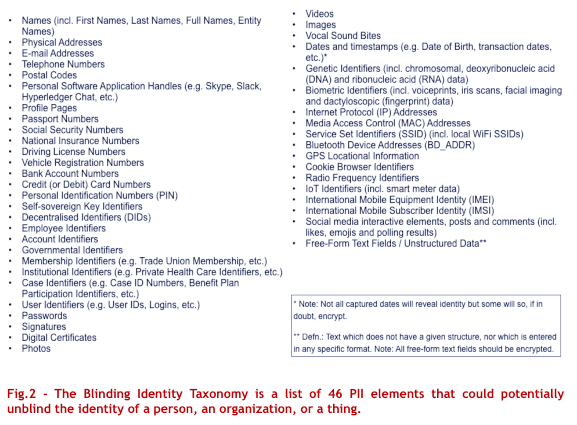 • Names (incl. First Names, Last Names, Full Names, Entity
Names)
• Physical Addresses
• E-mail Addresses
• Telephone Numbers
• Postal Codes
• Personal Software Application Handles (e.g. Skype, Slack,
Hyperledger Chat, etc.)
• Profile Pages
• Passport Numbers
• Social Security Numbers
• National Insurance Numbers
• Driving License Numbers
• Vehicle Registration Numbers
• Bank Account Numbers
• Credit (or Debit) Card Numbers
• Personal Identification Numbers (PIN)
• Self-sovereign Key Identifiers
• Decentralised Identifiers (DIDs)
• Employee Identifiers
• Account Identifiers
• Governmental Identifiers
• Membership Identifiers (e.g. Trade Union Membership, etc.)
• Institutional Identifiers (e.g. Private Health Care Identifiers, etc.)
• Case Identifiers (e.g. Case ID Numbers, Benefit Plan
Participation Identifiers, etc.)
• User Identifiers (e.g. User IDs, Logins, etc.)
• Passwords
• Signatures
• Digital Certificates
• Photos
• Videos
• Images
• Vocal Sound Bites
• Dates and timestamps (e.g. Date of Birth, transaction dates,
etc.)*
• Genetic Identifiers (incl. chromosomal, deoxyribonucleic acid
(DNA) and ribonucleic acid (RNA) data)
• Biometric Identifiers (incl. voiceprints, iris scans, facial imaging
and dactyloscopic (fingerprint) data)
• Internet Protocol (IP) Addresses
• Media Access Control (MAC) Addresses
• Service Set Identifiers (SSID) (incl. local WiFi SSIDs)
• Bluetooth Device Addresses (BD_ADDR)
• GPS Locational Information
• Cookie Browser Identifiers
• Radio Frequency Identifiers
• IoT Identifiers (incl. smart meter data)
• International Mobile Equipment Identity (IMEI)
• International Mobile Subscriber Identity (IMSI)
• Social media interactive elements, posts and comments (incl.
likes, emojis and polling results)
• Free-Form Text Fields / Unstructured Data**
* Note: Not all captured dates will reveal identity but some will so, if in
doubt, encrypt.
** Defn.: Text which does not have a given structure, nor which is entered
in any specific format. Note: All free-form text fields should be encrypted.
Fig.2 - The Blinding Identity Taxonomy is a list of 46 PII elements that could potentially
unblind the identity of a person, an organization, or a thing.